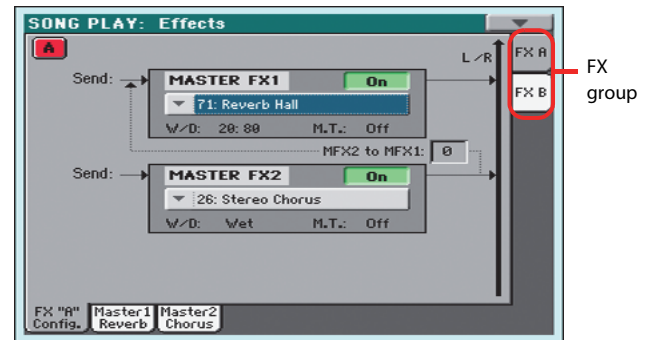 SONG PLAY: Effects
A
L/R
FX A
FX B
FX
group
Send:
MASTER FX1
On
71: Reverb Hall
W/D: 20:80 M.T.: Off
MFX2 to MFX1: 0
Send:
MASTER FX2
On
26: Stereo Chorus
W/D: Wet M.T.: Off
FX "A"
Config.
Master1
Reverb
Master2
Chorus